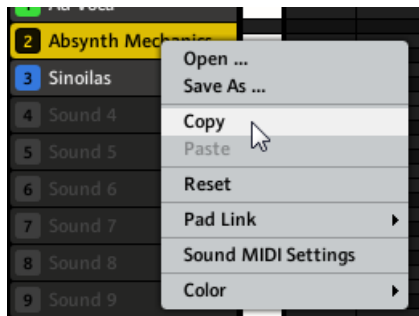 2 Absynth Mechanics
3 Sinoilas
4 Sound 4
5 Sound 5
6 Sound 6
7 Sound 7
8 Sound 8
9 Sound 9
Open ...
Save As ...
Copy
Paste
Reset
Pad Link
Sound MIDI Settings
Color